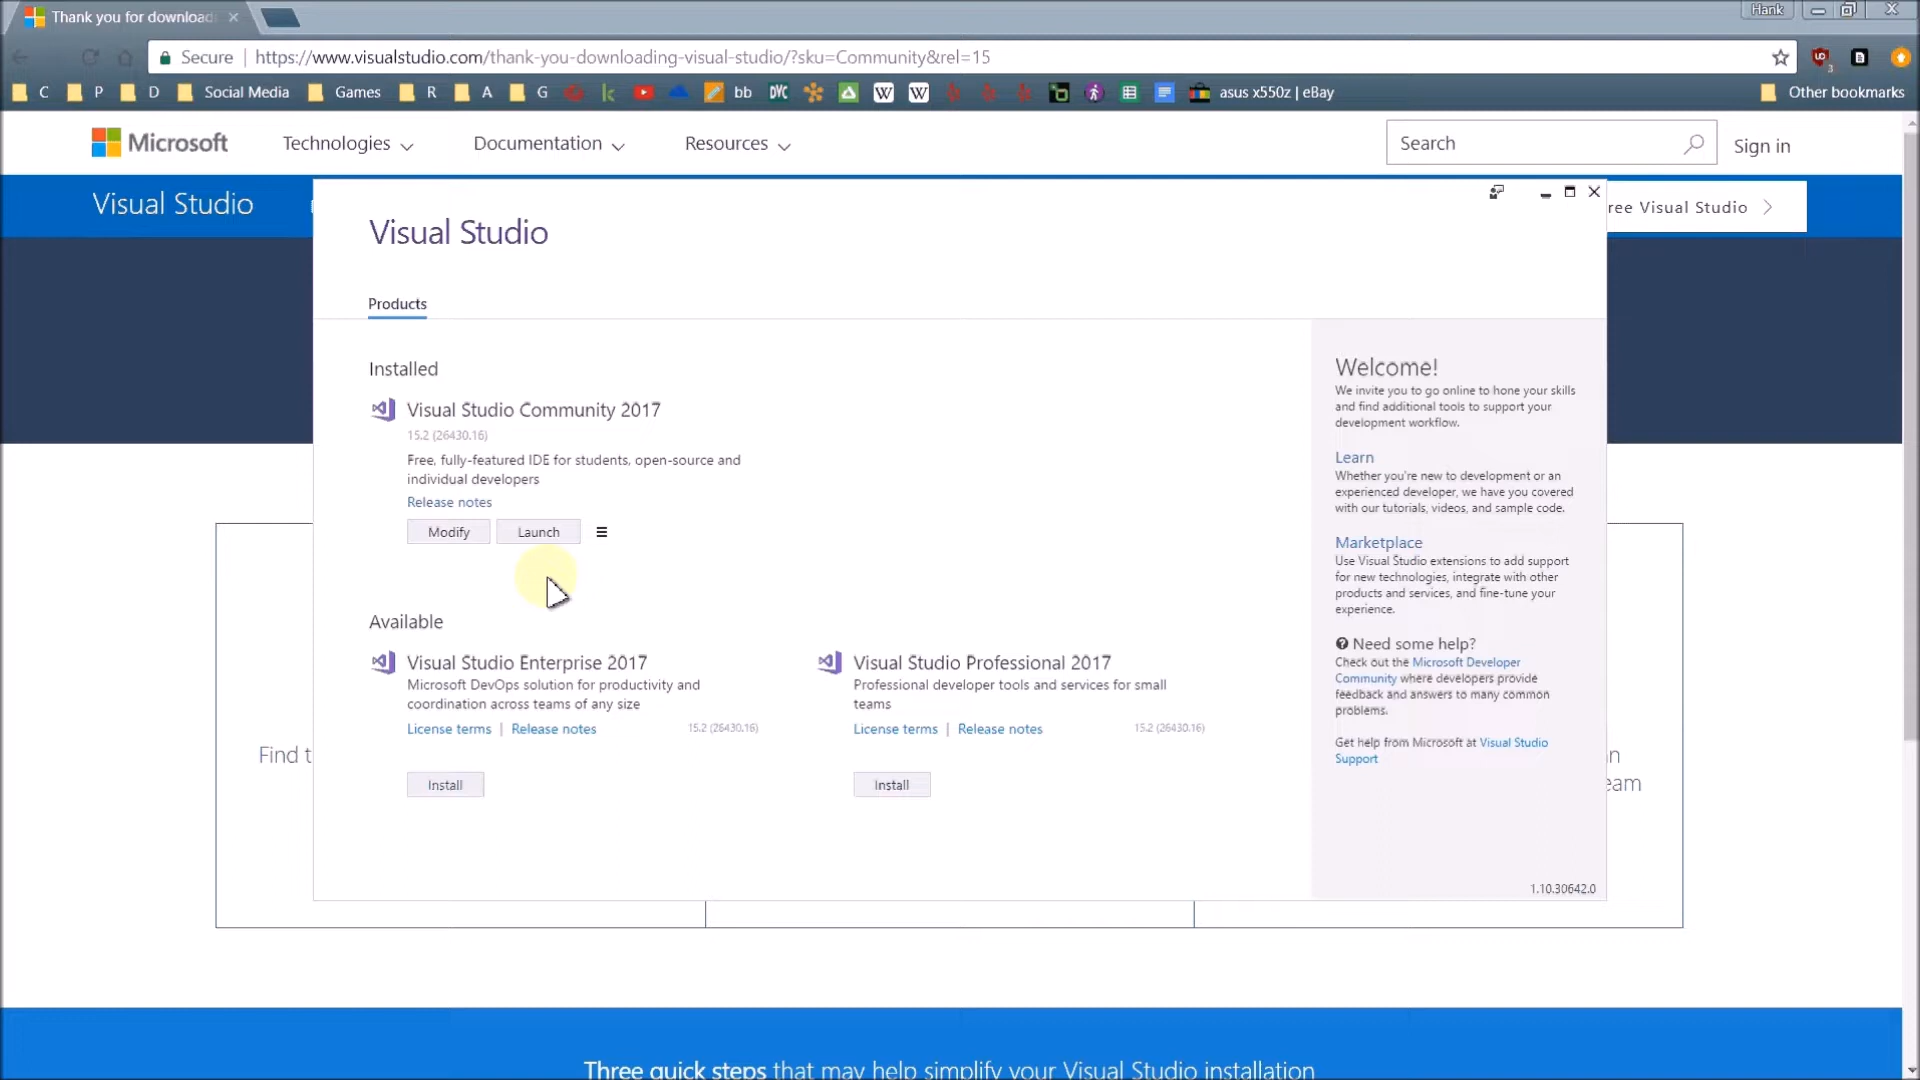 Thank you for download
Hank
Secure https://www.visualstudio.com/thank-you-downloading-visual-studio/?sku=Community&rel=15
C P D Social Media Games R A G bb DVC W W asus x550z | eBay Other bookmarks
Microsoft Technologies Documentation Resources Search Sign in
Visual Studio
ree Visual Studio
Visual Studio
Products
Installed
Visual Studio Community 2017
15.2 (26430.16)
Free, fully-featured IDE for students, open-source and
individual developers
Release notes
Modify Launch
Available
Visual Studio Enterprise 2017
Microsoft DevOps solution for productivity and
coordination across teams of any size
License terms | Release notes 15.2 (26430.16)
Install
Visual Studio Professional 2017
Professional developer tools and services for small
teams
License terms | Release notes 15.2 (26430.16)
Install
Welcome!
We invite you to go online to hone your skills
and find additional tools to support your
development workflow.
Learn
Whether you're new to development or an
experienced developer, we have you covered
with our tutorials, videos, and sample code.
Marketplace
Use Visual Studio extensions to add support
for new technologies, integrate with other
products and services, and fine-tune your
experience.
Need some help?
Check out the Microsoft Developer
Community where developers provide
feedback and answers to many common
problems.
Get help from Microsoft at Visual Studio
Support
1.10.30642.0
Find t
n
eam
Three quick steps that may help simplify your Visual Studio installation